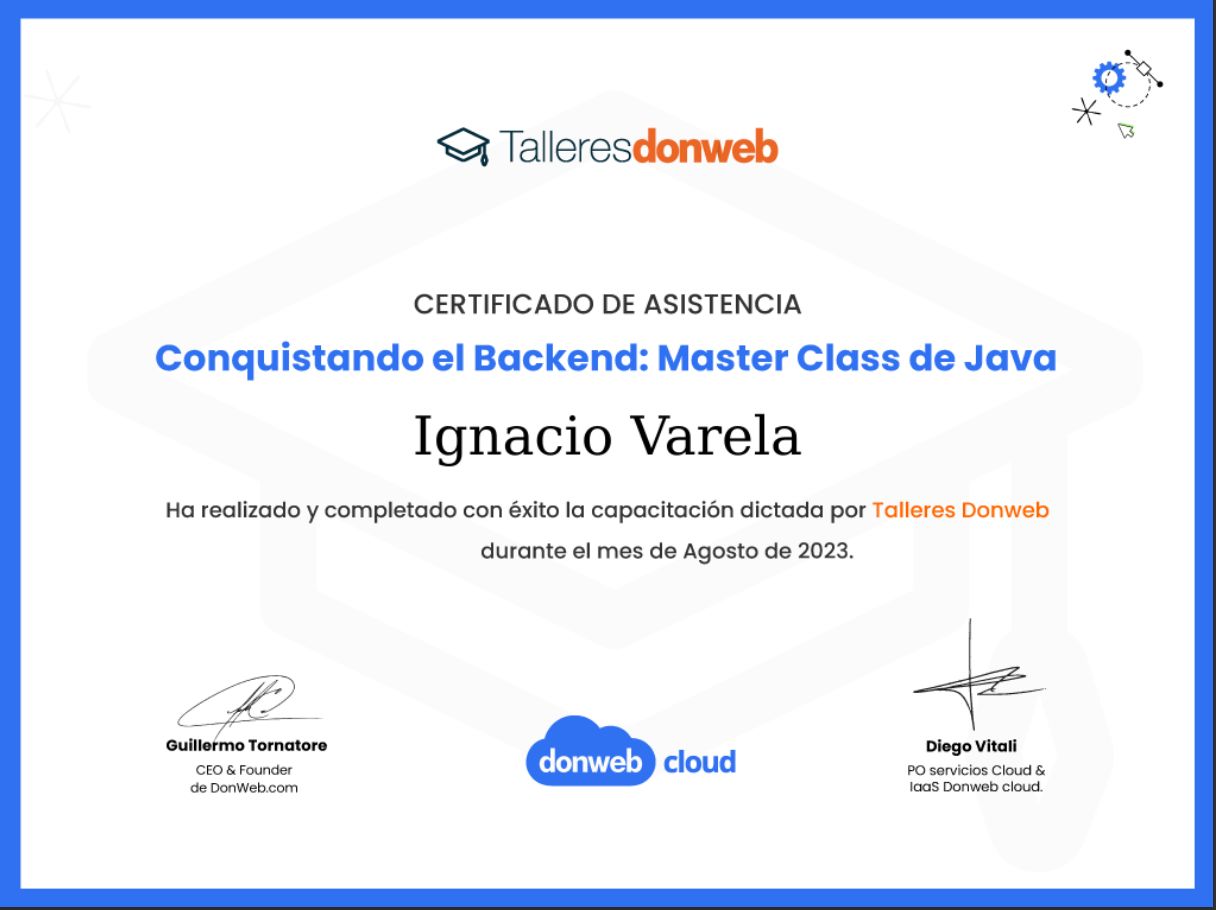 Talleresdonweb
CERTIFICADO DE ASISTENCIA
Conquistando el Backend: Master Class de Java
Ignacio Varela
Ha realizado y completado con éxito la capacitación dictada por Talleres Donweb
durante el mes de Agosto de 2023.
Guillermo Tornatore
CEO & Founder
de DonWeb.com
donweb cloud
Diego Vitali
PO servicios Cloud &
IaaS Donweb cloud.